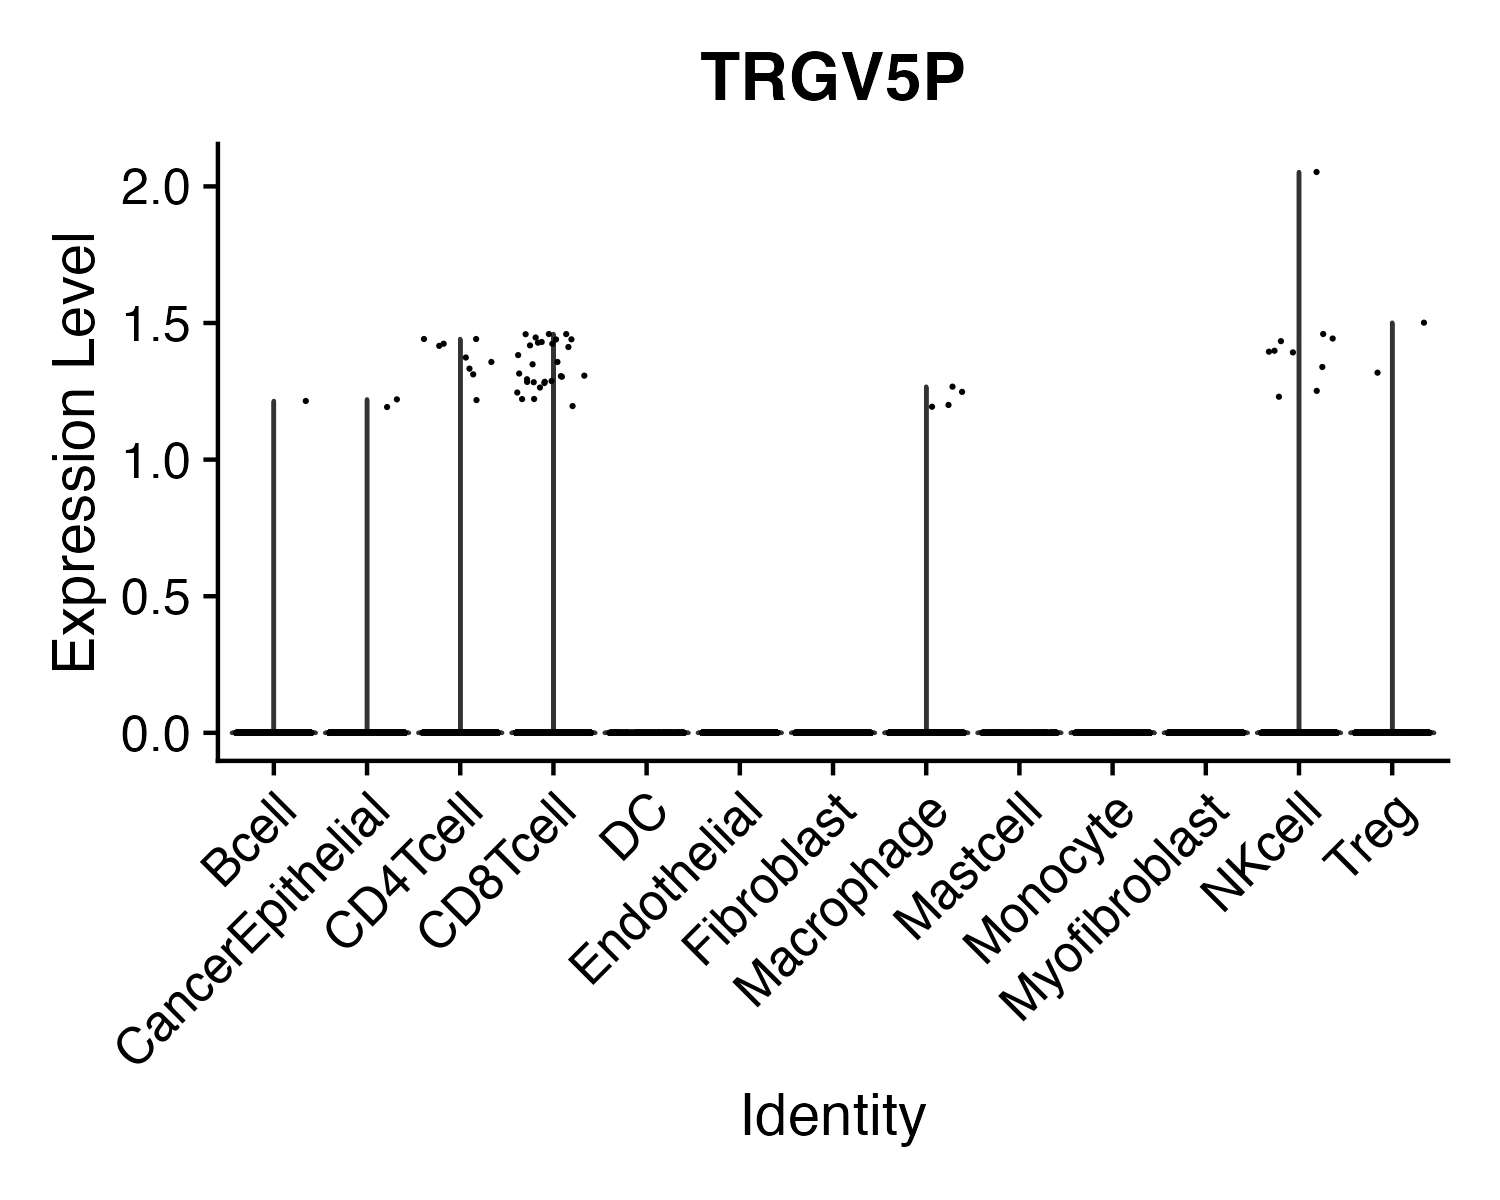 TRGV5P
Expression Level
2.0
1.5
1.0
0.5
0.0
Bcell
CancerEpithelial
CD4Tcell
CD8Tcell
DC
Endothelial
Fibroblast
Macrophage
Mastcell
Monocyte
Myofibroblast
NKcell
Treg
Identity